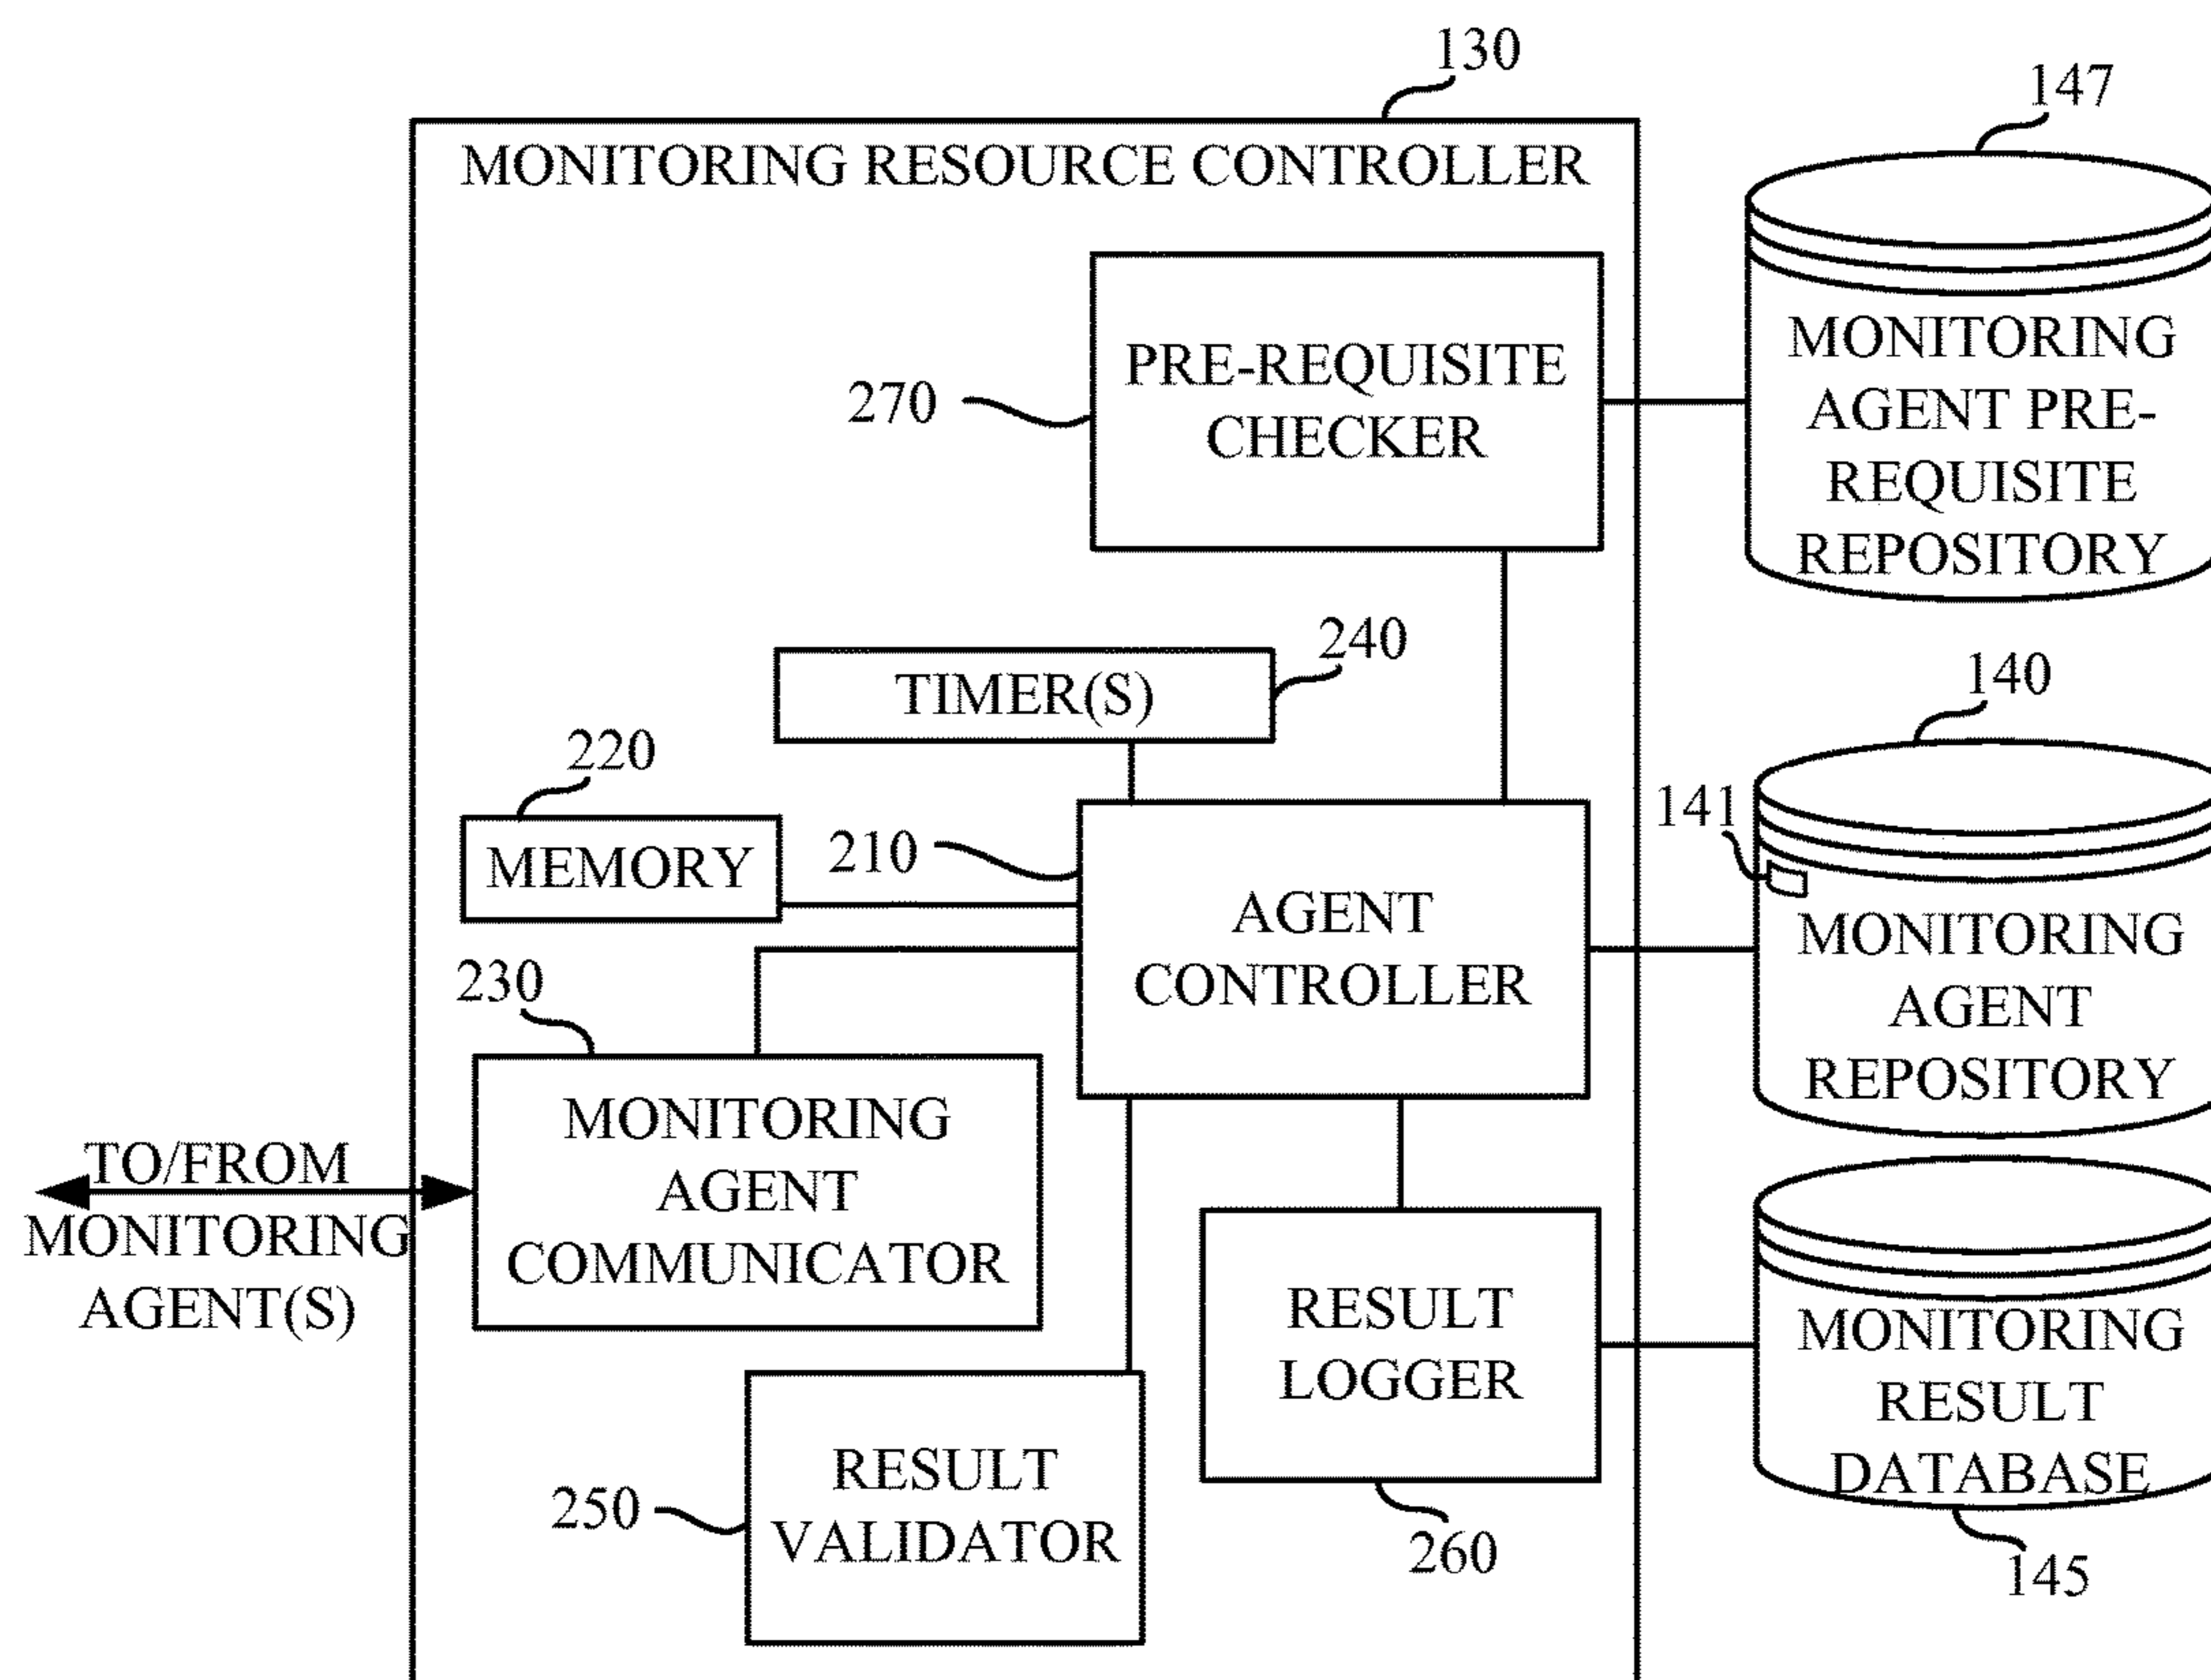 130
147
MONITORING RESOURCE CONTROLLER
PRE-REQUISITE
CHECKER
270
MONITORING
AGENT PRE-
REQUISITE
REPOSITORY
240
TIMER(S)
140
220
MEMORY
210
141
AGENT
CONTROLLER
MONITORING
AGENT
REPOSITORY
230
MONITORING
AGENT
COMMUNICATOR
TO/FROM
MONITORING
AGENT(S)
RESULT
LOGGER
MONITORING
RESULT
DATABASE
RESULT
VALIDATOR
250
260
145